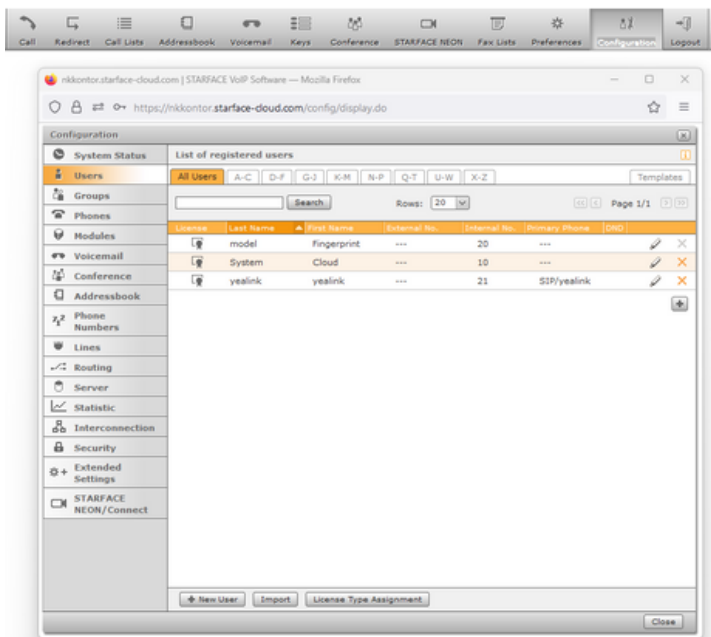 Call Redirect Call Lists Addressbook Voicemail Keys Conference STARFACE NEON Fax Lists Preferences Configuration Logout
nkkontor.starface-cloud.com | STARFACE VoIP Software — Mozilla Firefox
https://nkkontor.starface-cloud.com/config/display.do
Configuration
System Status
Users
Groups
Phones
Modules
Voicemail
Conference
Addressbook
Phone
Numbers
Lines
Routing
Server
Statistic
Interconnection
Security
Extended
Settings
STARFACE
NEON/Connect
List of registered users
All Users A-C D-F G-J K-M N-P Q-T U-W X-Z Templates
Search Rows: 20 Page 1/1
License Last Name First Name External No. Internal No. Primary Phone DND
model Fingerprint --- 20 ---
System Cloud --- 10 ---
yealink yealink --- 21 SIP/yealink
New User Import License Type Assignment
Close